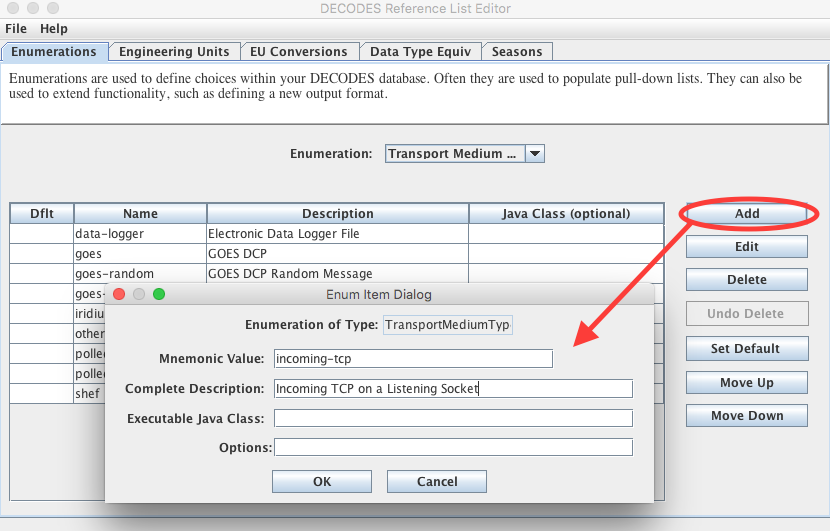 DECODES Reference List Editor
File Help
Enumerations Engineering Units EU Conversions Data Type Equiv Seasons
Enumerations are used to define choices within your DECODES database. Often they are used to populate pull-down lists. They can also be
used to extend functionality, such as defining a new output format.
Enumeration: Transport Medium ...
Dflt Name Description Java Class (optional)
data-logger Electronic Data Logger File
goes GOES DCP
goes-random GOES DCP Random Message
goes-
iridiu
other
polled
polled
shef
Add
Edit
Delete
Undo Delete
Set Default
Move Up
Move Down
Enum Item Dialog
Enumeration of Type: TransportMediumType
Mnemonic Value: incoming-tcp
Complete Description: Incoming TCP on a Listening Socket
Executable Java Class:
Options:
OK Cancel